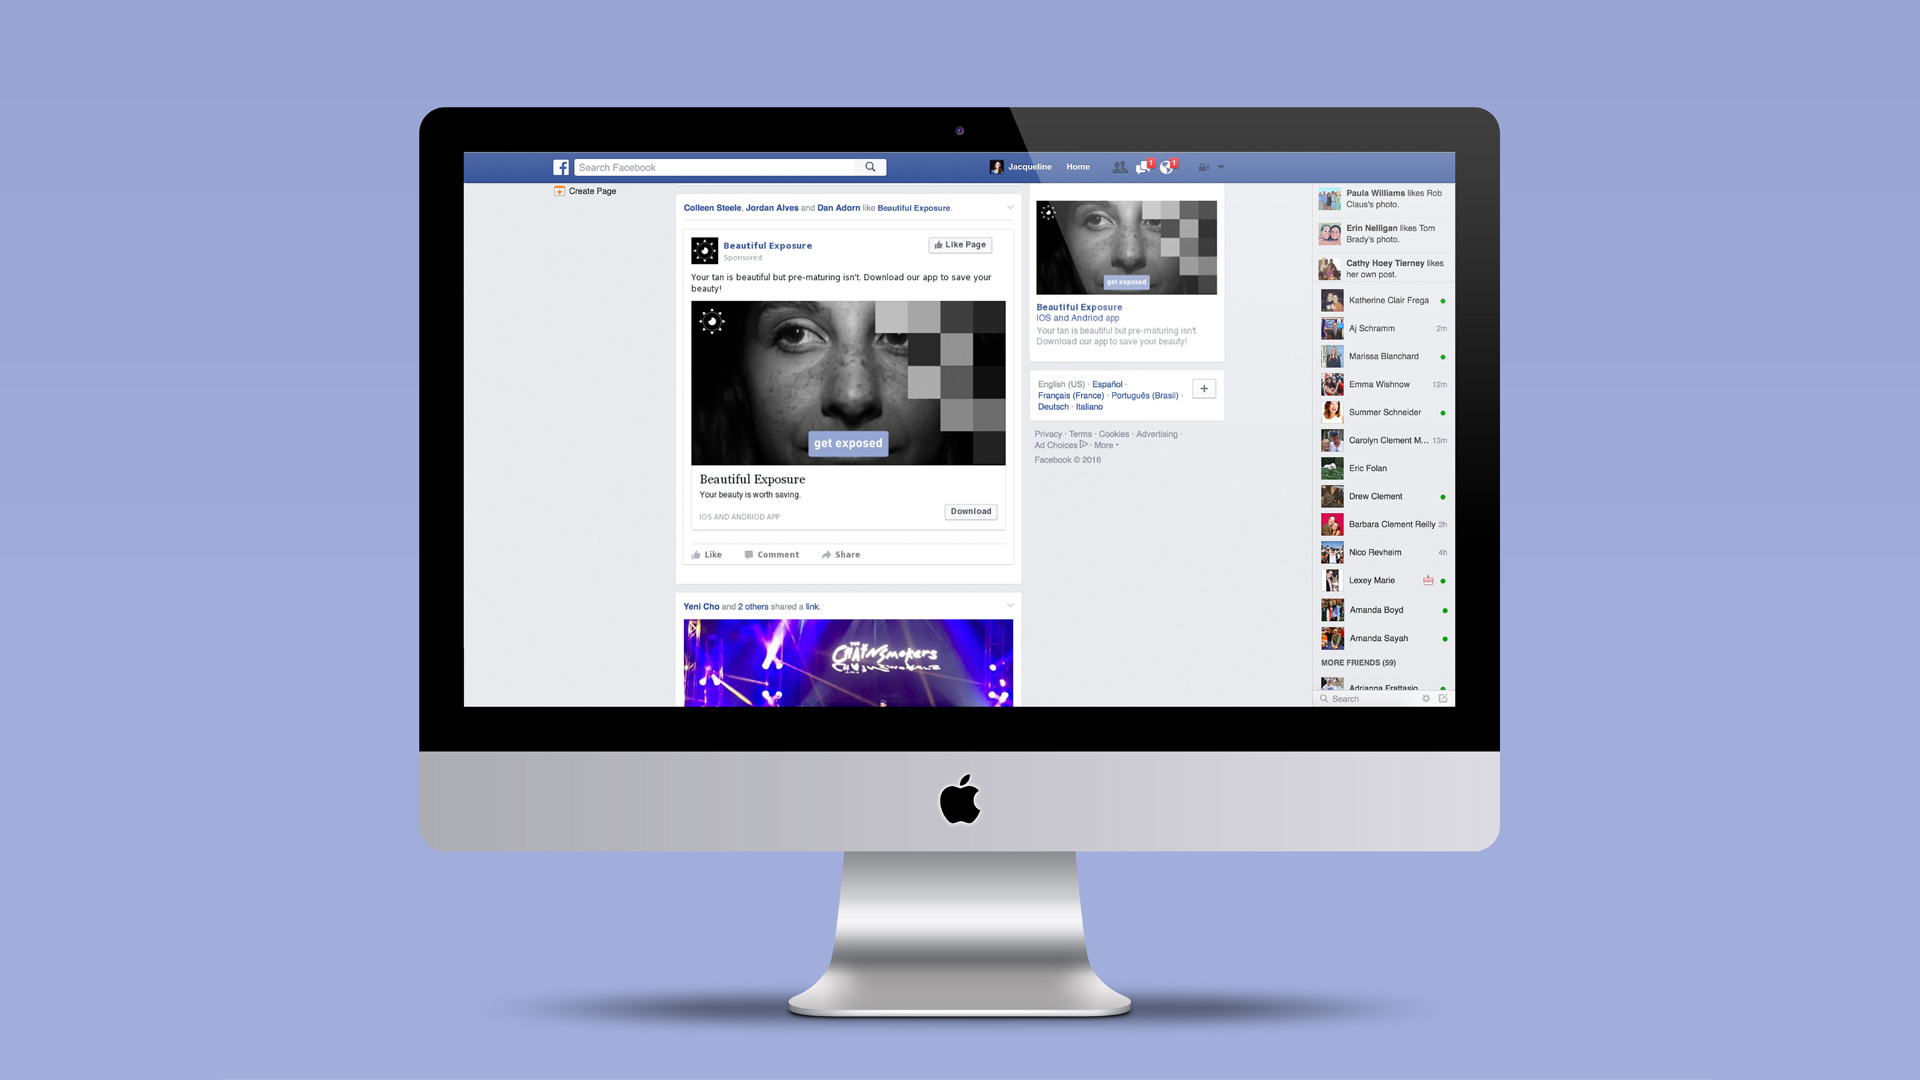 Search Facebook
Jacqueline
Home
1
1
Create Page
Colleen Steele, Jordan Alves and Dan Adorn like Beautiful Exposure.
Beautiful Exposure
Sponsored
Like Page
Your tan is beautiful but pre-maturing isn't. Download our app to save your
beauty!
get exposed
Beautiful Exposure
Your beauty is worth saving.
IOS AND ANDRIOD APP
Download
Like
Comment
Share
Yeni Cho and 2 others shared a link.
THE
CHAINSMOKERS
get exposed
Beautiful Exposure
IOS and Andriod app
Your tan is beautiful but pre-maturing isn't.
Download our app to save your beauty!
English (US) · Español ·
Français (France) · Português (Brasil) ·
Deutsch · Italiano
+
Privacy · Terms · Cookies · Advertising ·
Ad Choices · More
Facebook © 2016
Paula Williams likes Rob
Claus's photo.
Erin Nelligan likes Tom
Brady's photo.
Cathy Hoey Tierney likes
her own post.
Katherine Clair Frega
Aj Schramm 2m
Marissa Blanchard
Emma Wishnow 12m
Summer Schneider
Carolyn Clement M... 13m
Eric Folan
Drew Clement
Barbara Clement Reilly 2h
Nico Revheim 4h
Lexey Marie
Amanda Boyd
Amanda Sayah
MORE FRIENDS (59)
Adrianna Frattasio
Search